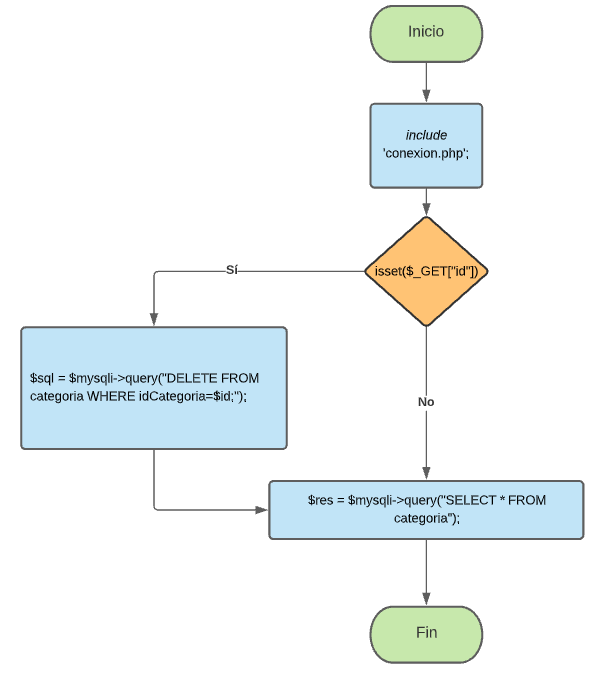 Inicio
include
'conexion.php';
isset($_GET["id"])
Sí
$sql = $mysqli->query("DELETE FROM
categoria WHERE idCategoria=$id;");
No
$res = $mysqli->query("SELECT * FROM
categoria");
Fin